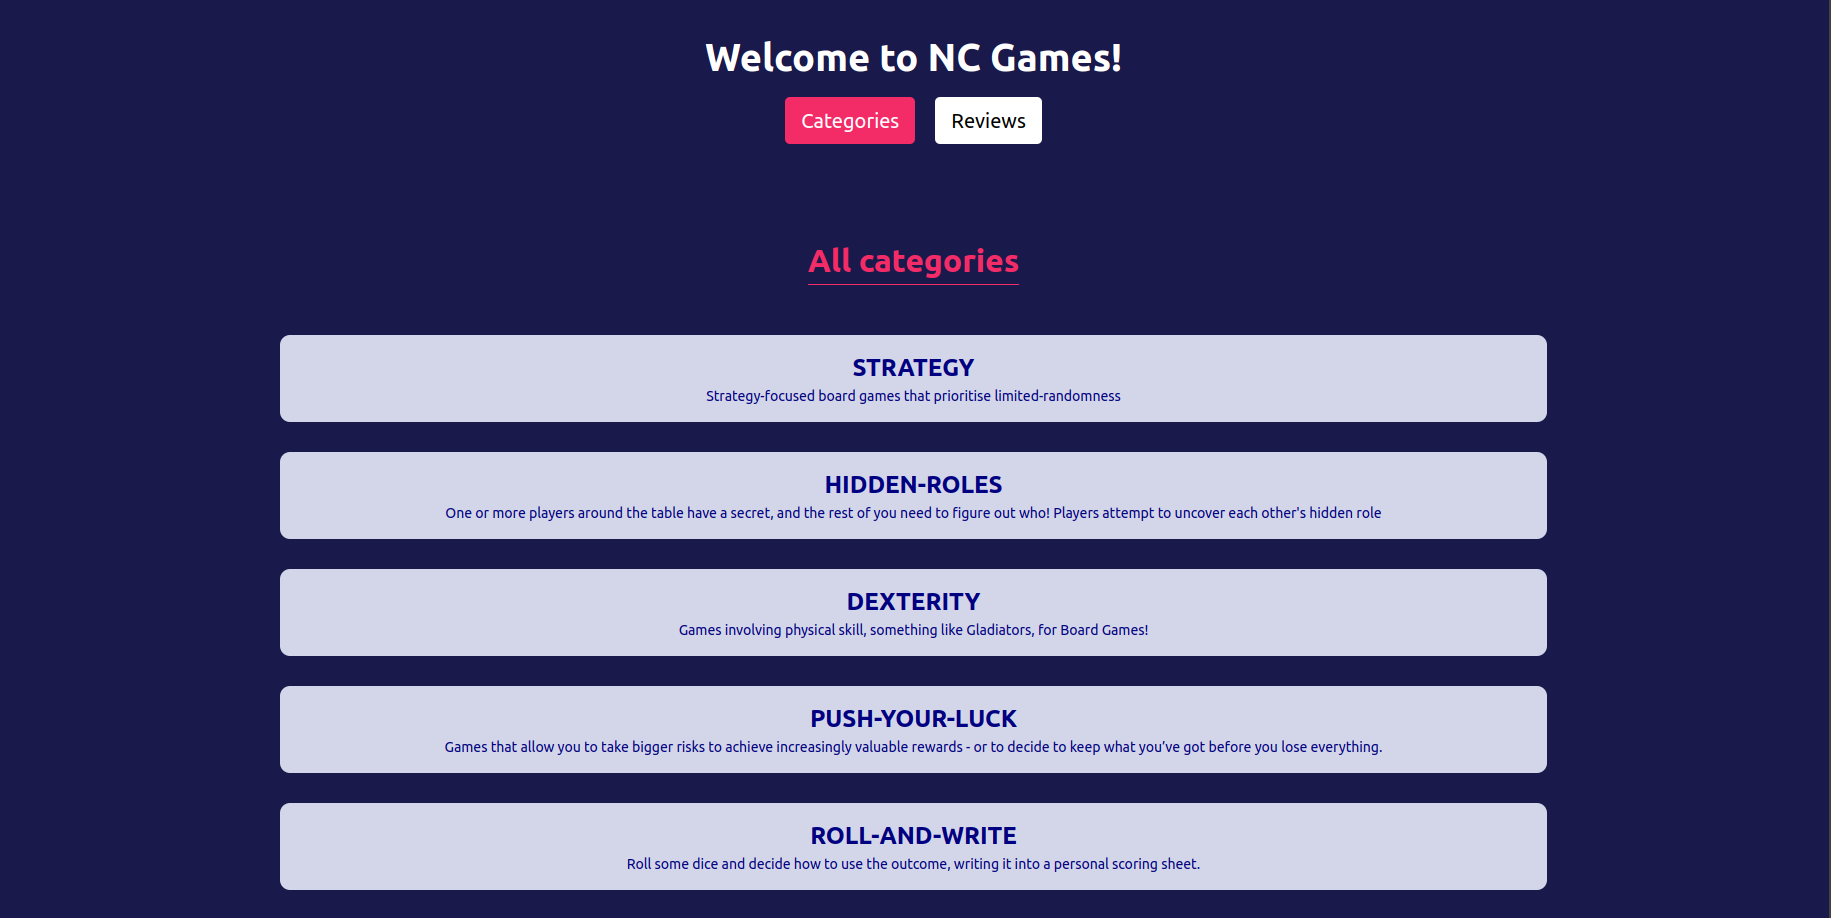 Welcome to NC Games!
Categories
Reviews
All categories
STRATEGY
Strategy-focused board games that prioritise limited-randomness
HIDDEN-ROLES
One or more players around the table have a secret, and the rest of you need to figure out who! Players attempt to uncover each other's hidden role
DEXTERITY
Games involving physical skill, something like Gladiators, for Board Games!
PUSH-YOUR-LUCK
Games that allow you to take bigger risks to achieve increasingly valuable rewards - or to decide to keep what you’ve got before you lose everything.
ROLL-AND-WRITE
Roll some dice and decide how to use the outcome, writing it into a personal scoring sheet.